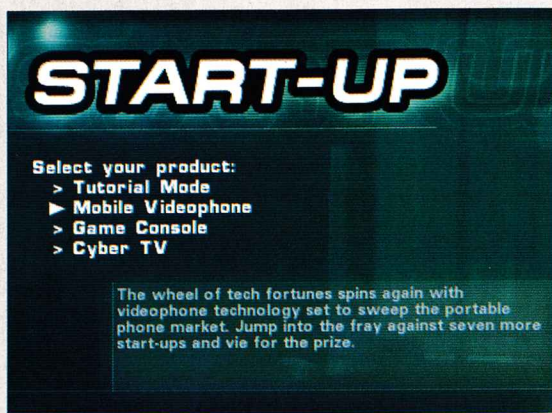 START-UP
Select your product:
> Tutorial Mode
► Mobile Videophone
> Game Console
> Cyber TV
The wheel of tech fortunes spins again with
videophone technology set to sweep the portable
phone market. Jump into the fray against seven more
start-ups and vie for the prize.